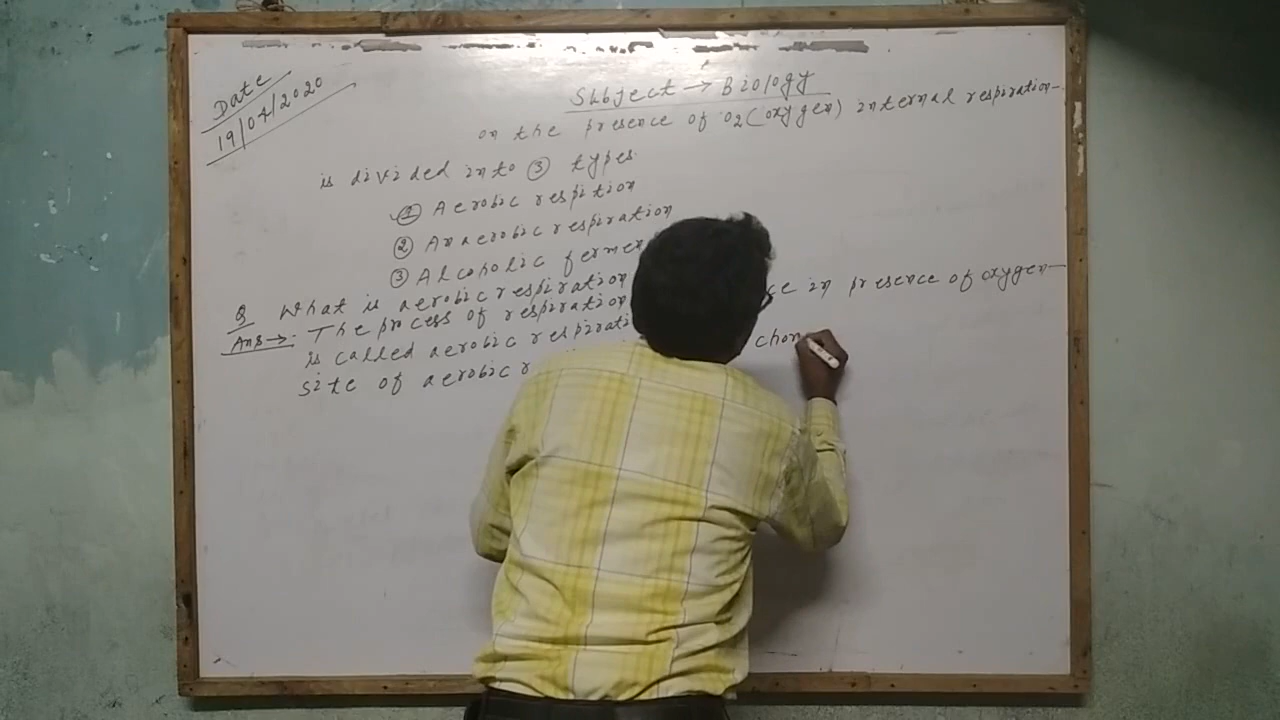 Date
19/04/2020
Subject → Biology
on the presence of O2 (oxygen) internal respiration-
is divided into ③ types.
① Aerobic respition
② Anaerobic respiration
③ Alcoholic fermen
Q What is aerobic respiration
Ans →: The process of respiration ce in presence of oxygen-
is called aerobic respirati chon
site of aerobic r